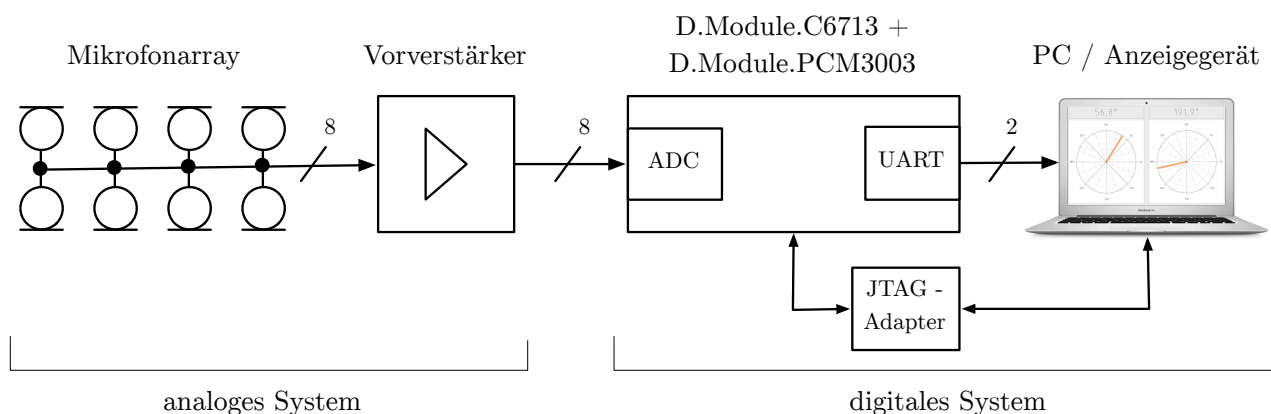 D.Module.C6713 +
Mikrofonarray
Vorverstärker
D.Module.PCM3003
PC / Anzeigegerät
8
8
2
56,8°
191,9°
ADC
UART
JTAG -
Adapter
analoges System
digitales System